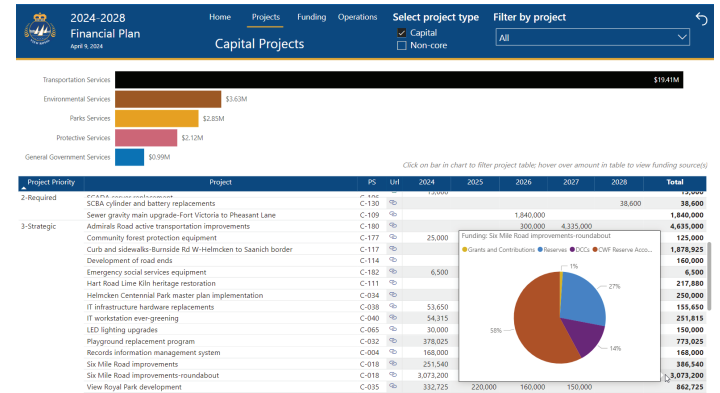 2024-2028
Financial Plan
April 9, 2024
Home Projects Funding Operations
Capital Projects
Select project type
Capital
Non-core
Filter by project
All
Transportation Services $19.41M
Environmental Services $3.63M
Parks Services $2.85M
Protective Services $2.12M
General Government Services $0.99M
Click on bar in chart to filter project table; hover over amount in table to view funding source(s)
Project Priority Project PS Url 2024 2025 2026 2027 2028 Total
2-Required SCADA server replacement C-106 15,000 15,000
SCBA cylinder and battery replacements C-130 38,600 38,600
Sewer gravity main upgrade-Fort Victoria to Pheasant Lane C-109 1,840,000 1,840,000
3-Strategic Admirals Road active transportation improvements C-180 300,000 4,335,000 4,635,000
Community forest protection equipment C-177 25,000 125,000
Curb and sidewalks-Burnside Rd W-Helmcken to Saanich border C-117 1,878,925
Development of road ends C-114 160,000
Emergency social services equipment C-182 6,500 6,500
Hart Road Lime Kiln heritage restoration C-111 217,880
Helmcken Centennial Park master plan implementation C-034 250,000
IT infrastructure hardware replacements C-038 53,650 155,650
IT workstation ever-greening C-040 54,315 251,815
LED lighting upgrades C-065 30,000 150,000
Playground replacement program C-032 378,025 773,025
Records information management system C-004 168,000 168,000
Six Mile Road improvements C-018 251,540 386,540
Six Mile Road improvements-roundabout C-018 3,073,200 3,073,200
View Royal Park development C-035 332,725 220,000 160,000 150,000 862,725
Funding: Six Mile Road improvements-roundabout
Grants and Contributions Reserves DCCs CWF Reserve Acco...
1%
27%
14%
58%